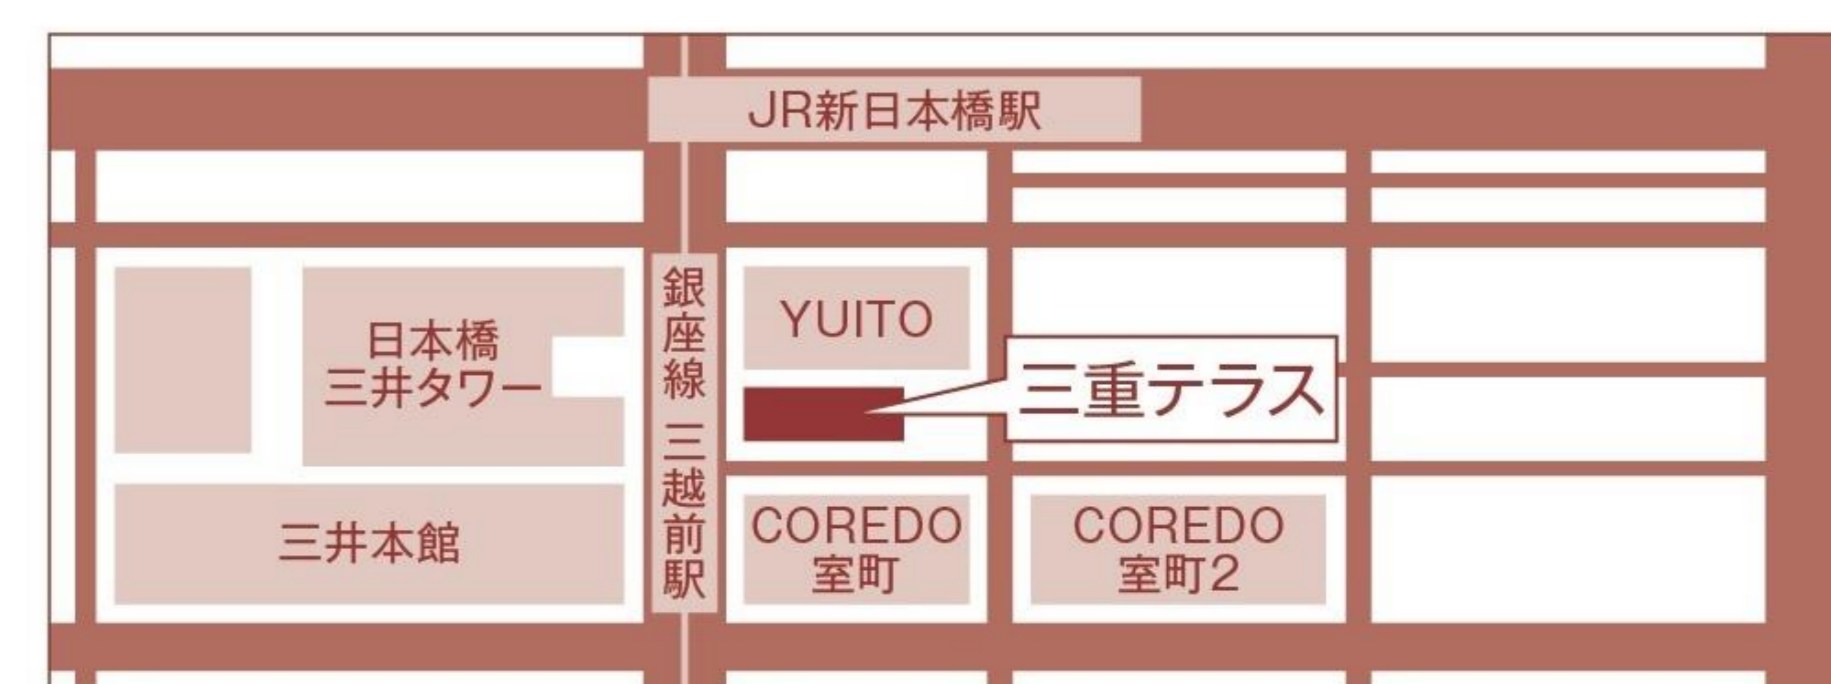 JR新日本橋駅
銀座線 三越前駅
日本橋
三井タワー
三井本館
YUITO
三重テラス
COREDO
室町
COREDO
室町2